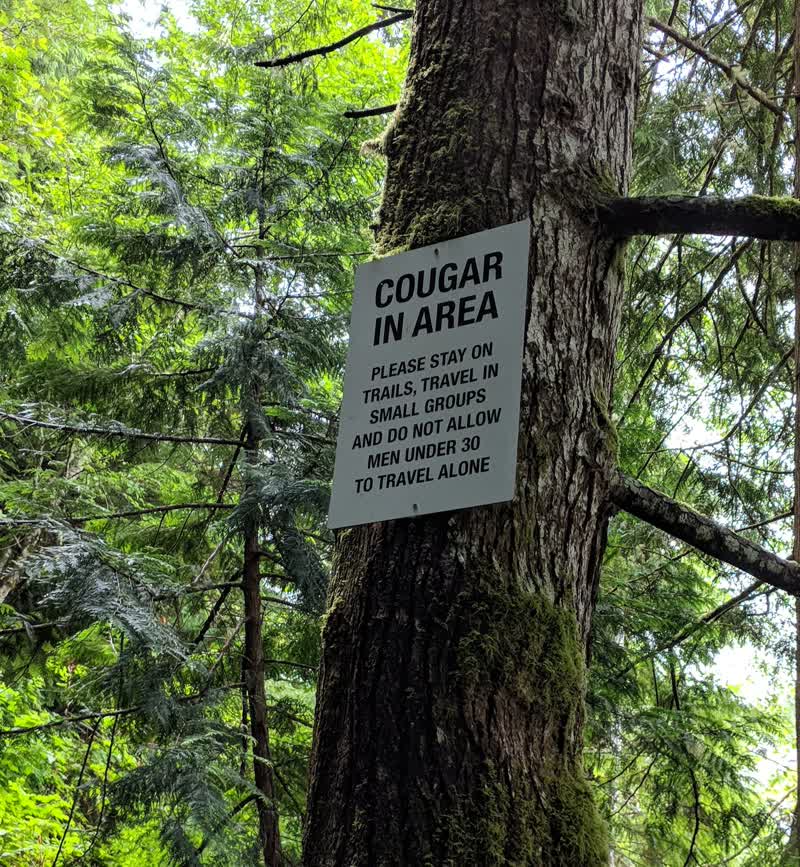 COUGAR
IN AREA
PLEASE STAY ON
TRAILS, TRAVEL IN
SMALL GROUPS
AND DO NOT ALLOW
MEN UNDER 30
TO TRAVEL ALONE